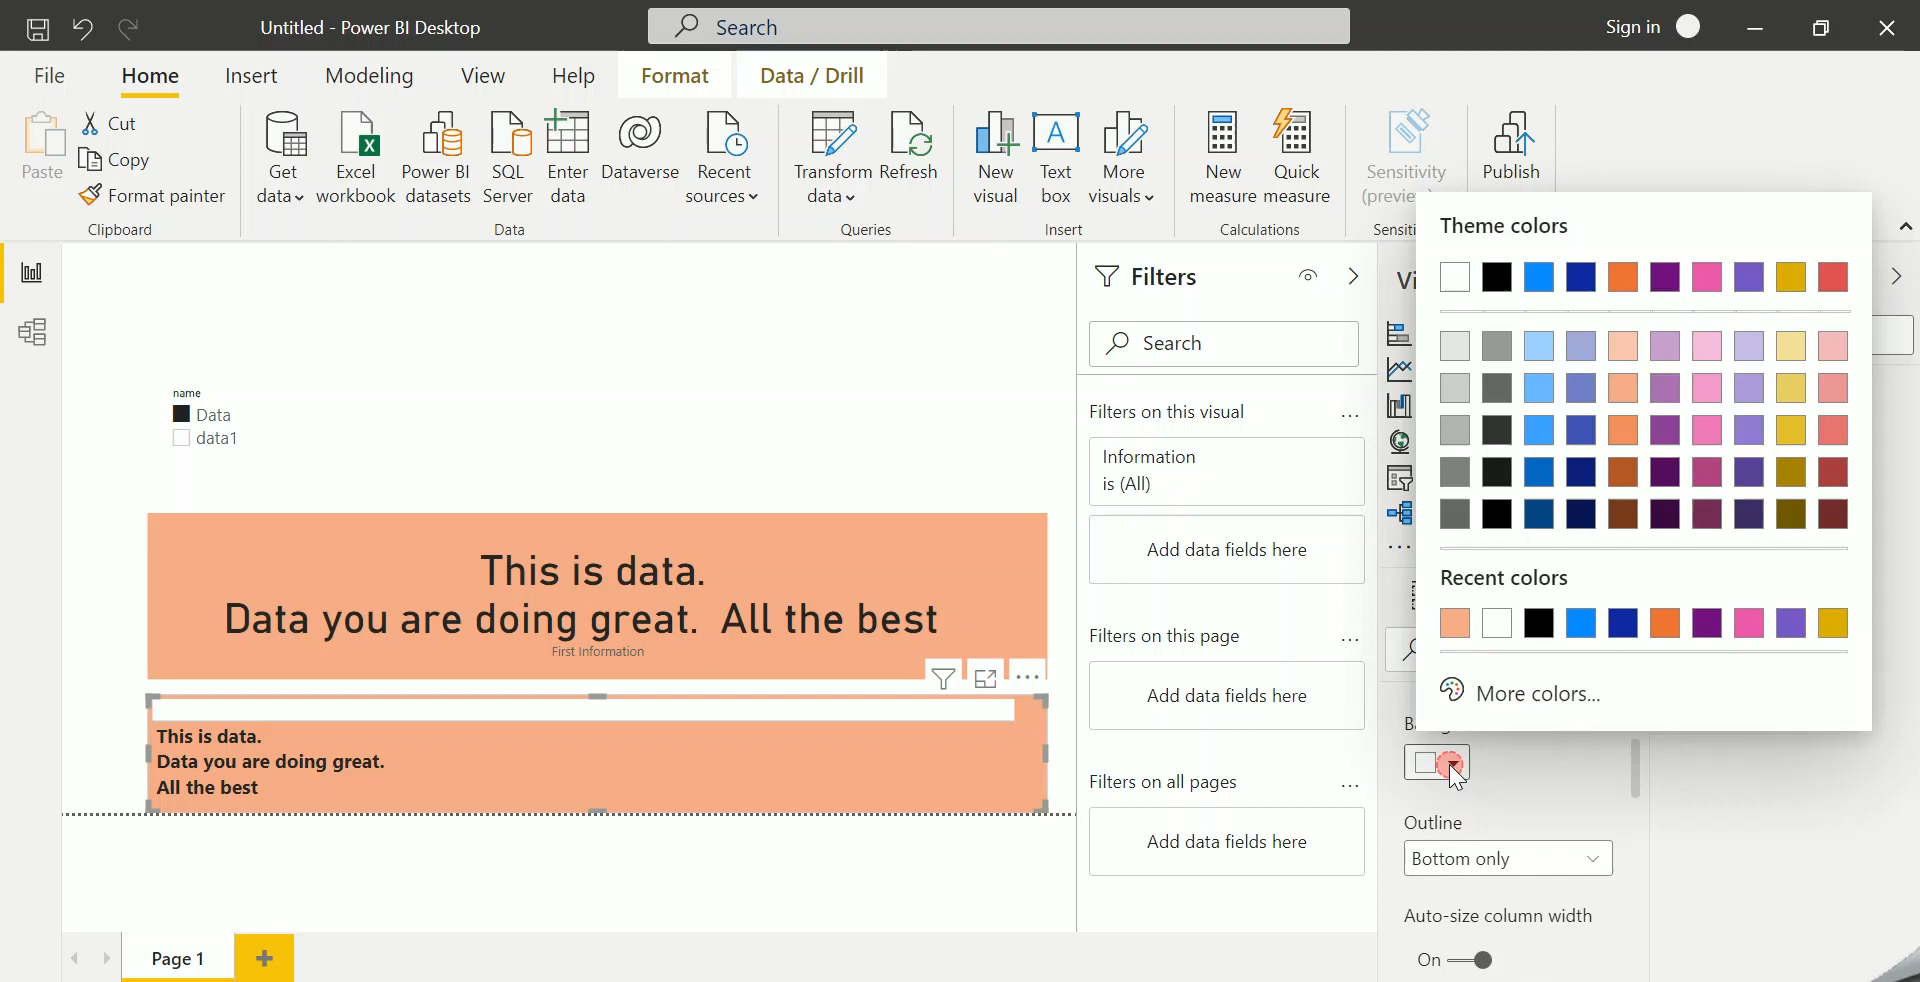 Untitled - Power BI Desktop
Search
Sign in
File
Home
Insert
Modeling
View
Help
Format
Data / Drill
Paste
Cut
Copy
Format painter
Clipboard
Get data
Excel workbook
Power BI datasets
SQL Server
Enter data
Dataverse
Recent sources
Data
Transform data
Refresh
Queries
New visual
A
Text box
More visuals
Insert
New measure
Quick measure
Calculations
Sensitivity
(previe
Sensiti
Publish
name
Data
data1
This is data.
Data you are doing great.  All the best
First Information
This is data.
Data you are doing great.
All the best
Filters
Search
Filters on this visual
Information
is (All)
Add data fields here
Filters on this page
Add data fields here
Filters on all pages
Add data fields here
Theme colors
Recent colors
More colors...
Outline
Bottom only
Auto-size column width
On
Page 1